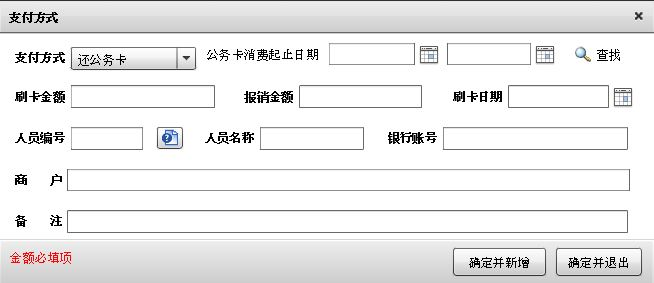 支付方式
支付方式 还公务卡 公务卡消费起止日期 查找
刷卡金额 报销金额 刷卡日期
人员编号 人员名称 银行账号
商 户
备 注
金额必填项 确定并新增 确定并退出